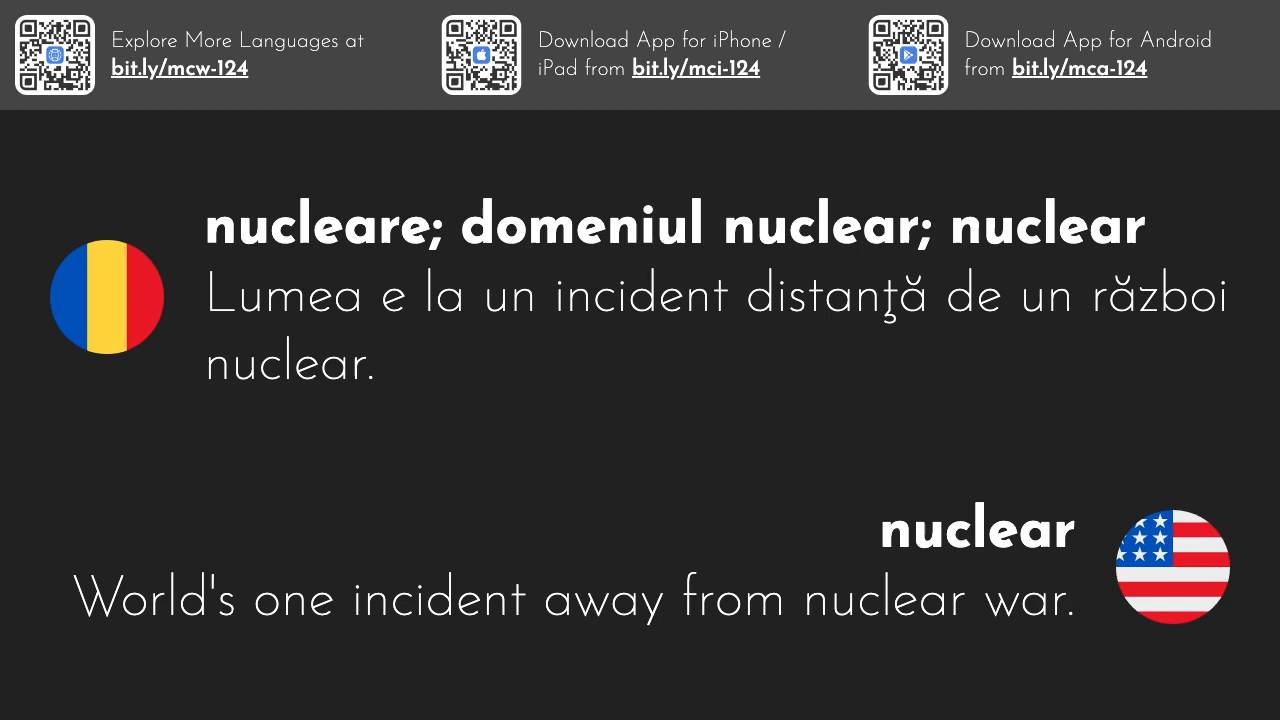 Explore More Languages at
bit.ly/mcw-124
Download App for iPhone /
iPad from bit.ly/mci-124
Download App for Android
from bit.ly/mca-124
nucleare; domeniul nuclear; nuclear
Lumea e la un incident distanţă de un război
nuclear.
nuclear
World's one incident away from nuclear war.